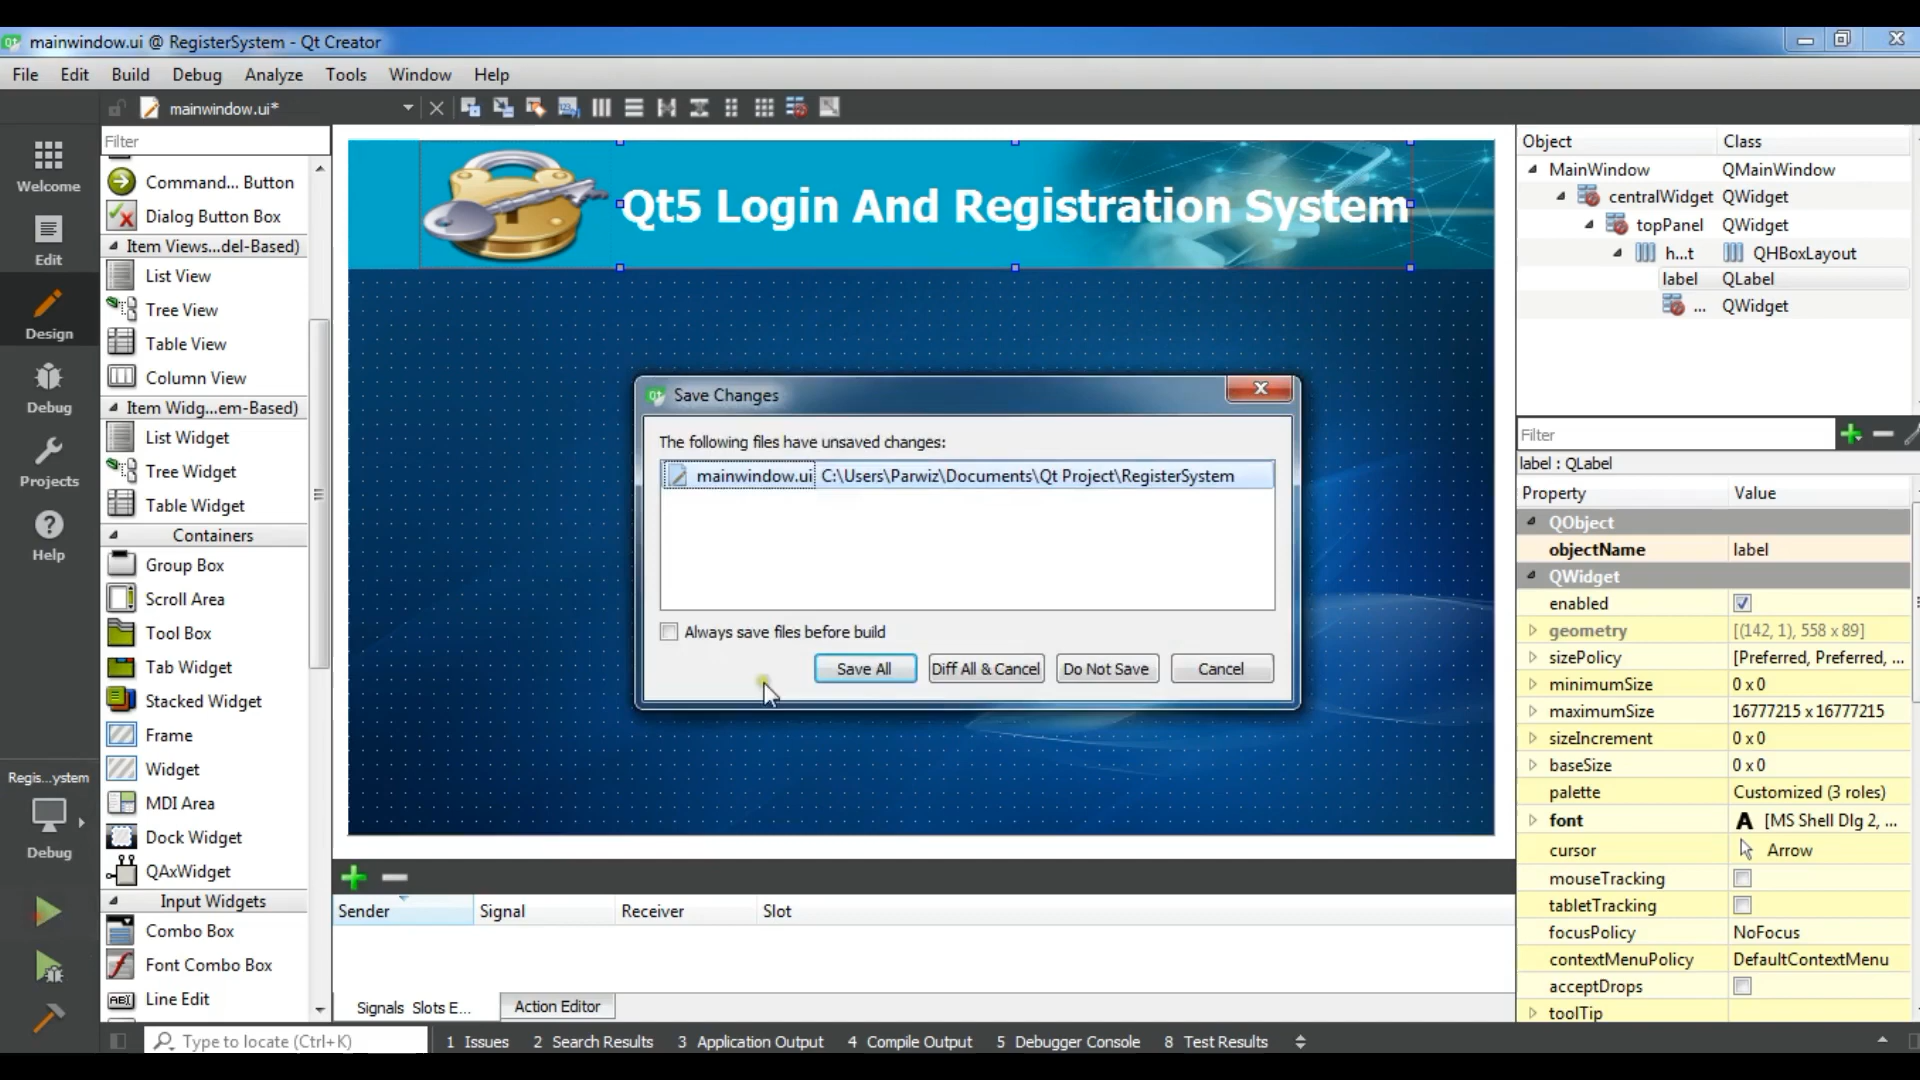 mainwindow.ui @ RegisterSystem - Qt Creator
File Edit Build Debug Analyze Tools Window Help
mainwindow.ui*
Welcome
Edit
Design
Debug
Projects
Help
Regis...ystem
Debug
Filter
Command... Button
Dialog Button Box
Item Views...del-Based)
List View
Tree View
Table View
Column View
Item Widg...em-Based)
List Widget
Tree Widget
Table Widget
Containers
Group Box
Scroll Area
Tool Box
Tab Widget
Stacked Widget
Frame
Widget
MDI Area
Dock Widget
QAxWidget
Input Widgets
Combo Box
Font Combo Box
Line Edit
Qt5 Login And Registration System
Save Changes
The following files have unsaved changes:
mainwindow.ui C:\Users\Parwiz\Documents\Qt Project\RegisterSystem
Always save files before build
Save All Diff All & Cancel Do Not Save Cancel
Sender Signal Receiver Slot
Signals Slots E... Action Editor
Object Class
MainWindow QMainWindow
centralWidget QWidget
topPanel QWidget
h...t QHBoxLayout
label QLabel
... QWidget
Filter
label : QLabel
Property Value
QObject
objectName label
QWidget
enabled
geometry [(142, 1), 558 x 89]
sizePolicy [Preferred, Preferred, ...
minimumSize 0 x 0
maximumSize 16777215 x 16777215
sizeIncrement 0 x 0
baseSize 0 x 0
palette Customized (3 roles)
font A [MS Shell Dlg 2, ...
cursor Arrow
mouseTracking
tabletTracking
focusPolicy NoFocus
contextMenuPolicy DefaultContextMenu
acceptDrops
toolTip
Type to locate (Ctrl+K) 1 Issues 2 Search Results 3 Application Output 4 Compile Output 5 Debugger Console 8 Test Results